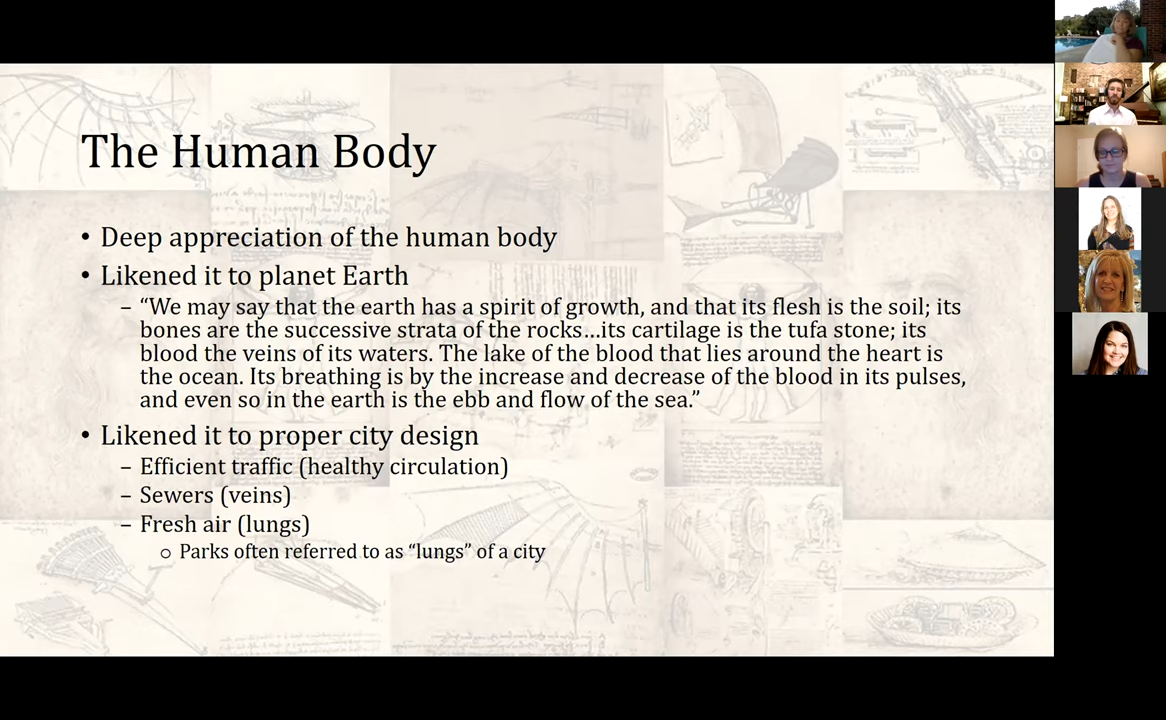 The Human Body
• Deep appreciation of the human body
• Likened it to planet Earth
– “We may say that the earth has a spirit of growth, and that its flesh is the soil; its
bones are the successive strata of the rocks…its cartilage is the tufa stone; its
blood the veins of its waters. The lake of the blood that lies around the heart is
the ocean. Its breathing is by the increase and decrease of the blood in its pulses,
and even so in the earth is the ebb and flow of the sea.”
• Likened it to proper city design
– Efficient traffic (healthy circulation)
– Sewers (veins)
– Fresh air (lungs)
o Parks often referred to as “lungs” of a city